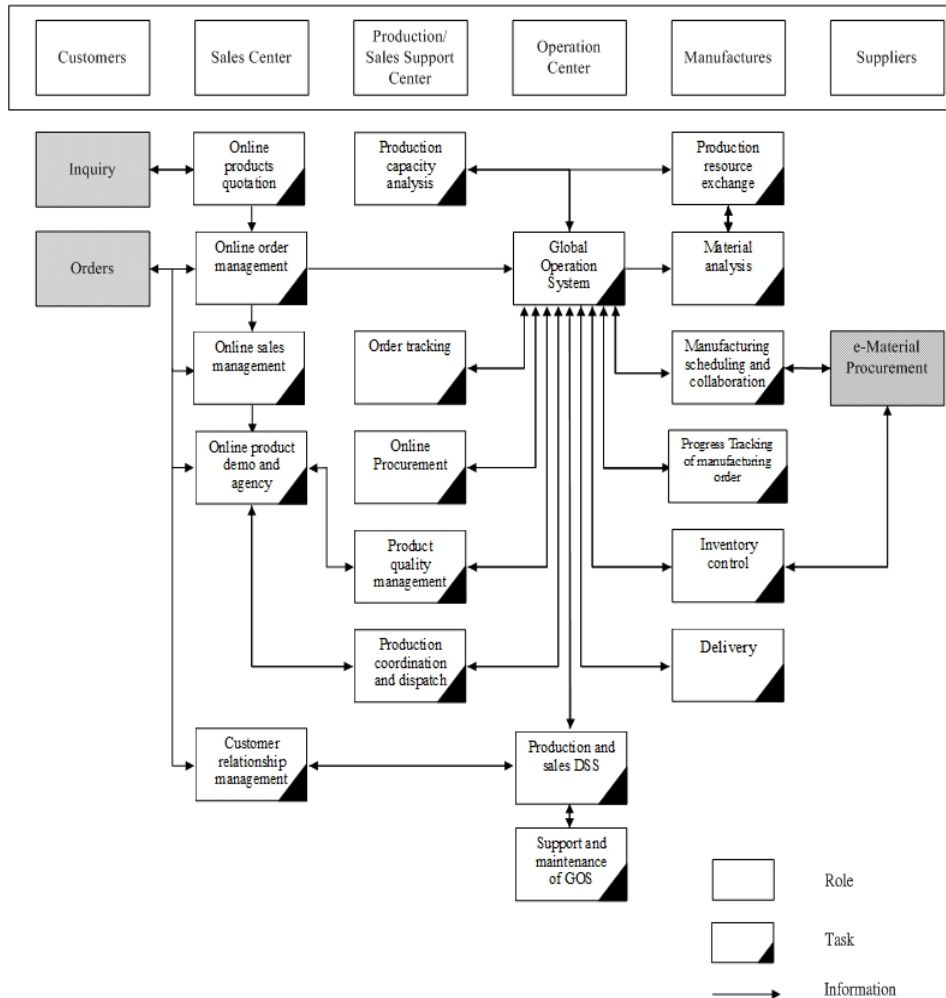 Customers
Sales Center
Production/
Sales Support
Center
Operation
Center
Manufactures
Suppliers
Inquiry
Online
products
quotation
Production
capacity
analysis
Production
resource
exchange
Orders
Online order
management
Global
Operation
System
Material
analysis
Online sales
management
Order tracking
Manufacturing
scheduling and
collaboration
e-Material
Procurement
Online product
demo and
agency
Online
Procurement
Progress Tracking
of manufacturing
order
Product
quality
management
Inventory
control
Production
coordination
and dispatch
Delivery
Customer
relationship
management
Production and
sales DSS
Support and
maintenance
of GOS
Role
Task
Information